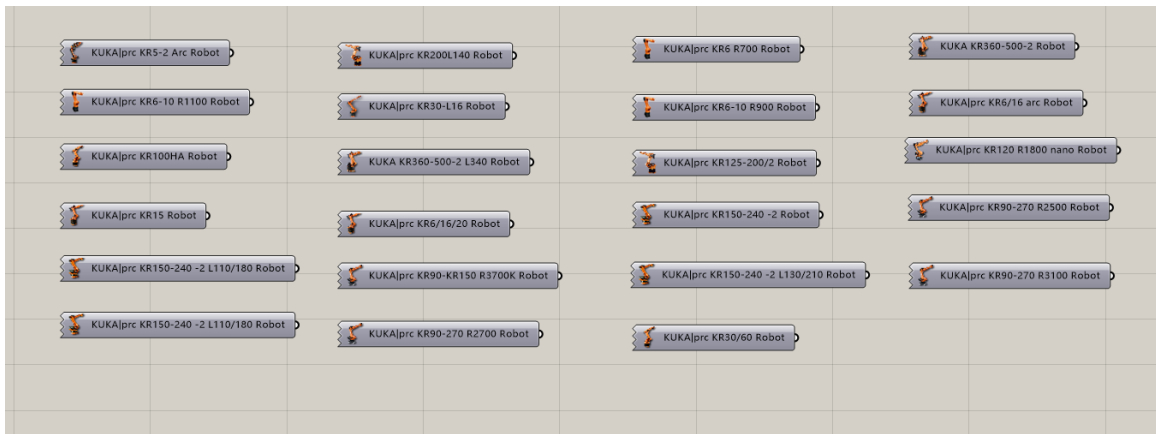 KUKA|prc KR5-2 Arc Robot
KUKA|prc KR6-10 R1100 Robot
KUKA|prc KR100HA Robot
KUKA|prc KR15 Robot
KUKA|prc KR150-240 -2 L110/180 Robot
KUKA|prc KR150-240 -2 L110/180 Robot
KUKA|prc KR200L140 Robot
KUKA|prc KR30-L16 Robot
KUKA KR360-500-2 L340 Robot
KUKA|prc KR6/16/20 Robot
KUKA|prc KR90-KR150 R3700K Robot
KUKA|prc KR90-270 R2700 Robot
KUKA|prc KR6 R700 Robot
KUKA|prc KR6-10 R900 Robot
KUKA|prc KR125-200/2 Robot
KUKA|prc KR150-240 -2 Robot
KUKA|prc KR150-240 -2 L130/210 Robot
KUKA|prc KR30/60 Robot
KUKA KR360-500-2 Robot
KUKA|prc KR6/16 arc Robot
KUKA|prc KR120 R1800 nano Robot
KUKA|prc KR90-270 R2500 Robot
KUKA|prc KR90-270 R3100 Robot